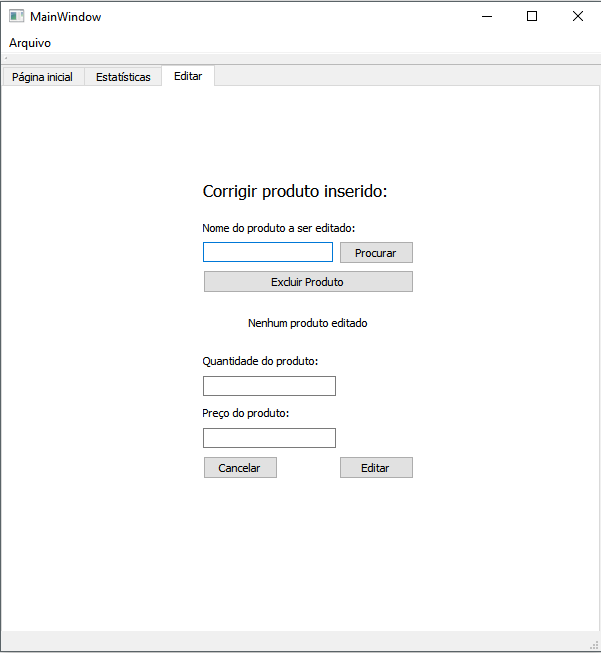 MainWindow
Arquivo
Página inicial Estatísticas Editar
Corrigir produto inserido:
Nome do produto a ser editado:
Procurar
Excluir Produto
Nenhum produto editado
Quantidade do produto:
Preço do produto:
Cancelar Editar